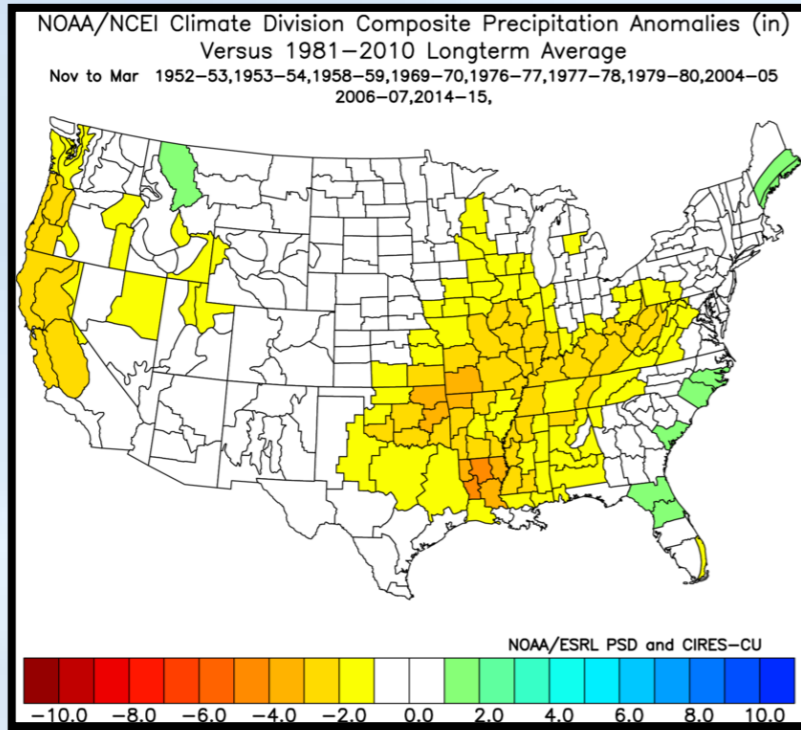 NOAA/NCEI Climate Division Composite Precipitation Anomalies (in)
Versus 1981−2010 Longterm Average
Nov to Mar 1952−53,1953−54,1958−59,1969−70,1976−77,1977−78,1979−80,2004−05
2006−07,2014−15,
NOAA/ESRL PSD and CIRES−CU
−10.0 −8.0 −6.0 −4.0 −2.0 0.0 2.0 4.0 6.0 8.0 10.0